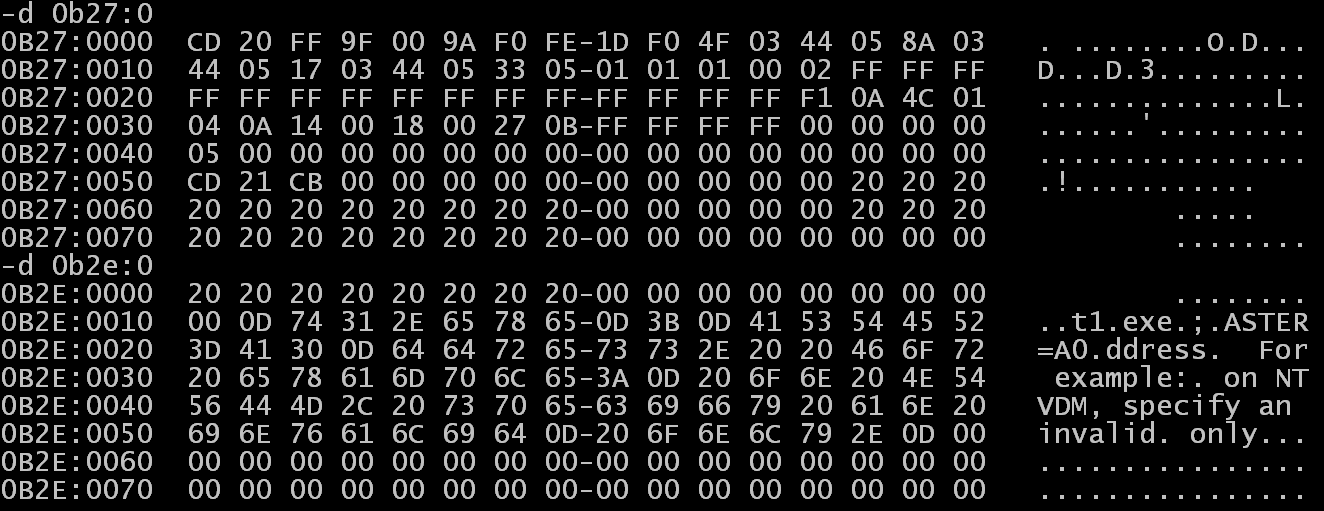 -d 0b27:0
0B27:0000  CD 20 FF 9F 00 9A F0 FE-1D F0 4F 03 44 05 8A 03   . ........O.D...
0B27:0010  44 05 17 03 44 05 33 05-01 01 01 00 02 FF FF FF   D...D.3.........
0B27:0020  FF FF FF FF FF FF FF FF-FF FF FF FF F1 0A 4C 01   ..............L.
0B27:0030  04 0A 14 00 18 00 27 0B-FF FF FF FF 00 00 00 00   ......'.........
0B27:0040  05 00 00 00 00 00 00 00-00 00 00 00 00 00 00 00   ................
0B27:0050  CD 21 CB 00 00 00 00 00-00 00 00 00 00 20 20 20   .!...........
0B27:0060  20 20 20 20 20 20 20 20-00 00 00 00 00 20 20 20           .....
0B27:0070  20 20 20 20 20 20 20 20-00 00 00 00 00 00 00 00           ........
-d 0b2e:0
0B2E:0000  20 20 20 20 20 20 20 20-00 00 00 00 00 00 00 00           ........
0B2E:0010  00 0D 74 31 2E 65 78 65-0D 3B 0D 41 53 54 45 52   ..t1.exe.;.ASTER
0B2E:0020  3D 41 30 0D 64 64 72 65-73 73 2E 20 20 46 6F 72   =A0.ddress.  For
0B2E:0030  20 65 78 61 6D 70 6C 65-3A 0D 20 6F 6E 20 4E 54    example:. on NT
0B2E:0040  56 44 4D 2C 20 73 70 65-63 69 66 79 20 61 6E 20   VDM, specify an
0B2E:0050  69 6E 76 61 6C 69 64 0D-20 6F 6E 6C 79 2E 0D 00   invalid. only...
0B2E:0060  00 00 00 00 00 00 00 00-00 00 00 00 00 00 00 00   ................
0B2E:0070  00 00 00 00 00 00 00 00-00 00 00 00 00 00 00 00   ................